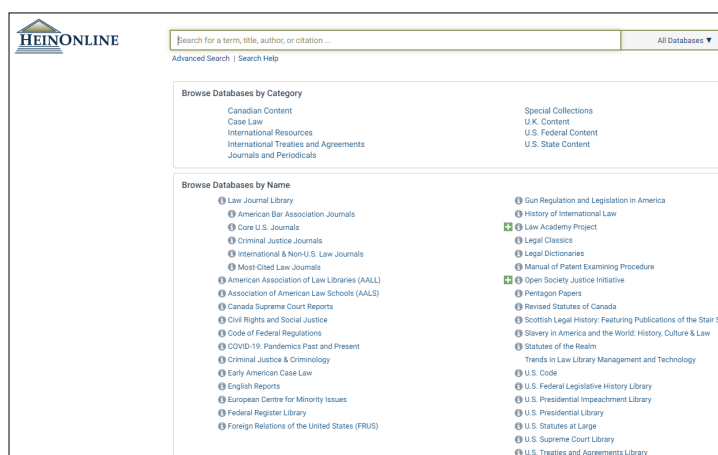 HEINONLINE
Search for a term, title, author, or citation ...
All Databases ▼
Advanced Search | Search Help
Browse Databases by Category
Canadian Content
Case Law
International Resources
International Treaties and Agreements
Journals and Periodicals
Special Collections
U.K. Content
U.S. Federal Content
U.S. State Content
Browse Databases by Name
Law Journal Library
American Bar Association Journals
Core U.S. Journals
Criminal Justice Journals
International & Non-U.S. Law Journals
Most-Cited Law Journals
American Association of Law Libraries (AALL)
Association of American Law Schools (AALS)
Canada Supreme Court Reports
Civil Rights and Social Justice
Code of Federal Regulations
COVID-19: Pandemics Past and Present
Criminal Justice & Criminology
Early American Case Law
English Reports
European Centre for Minority Issues
Federal Register Library
Foreign Relations of the United States (FRUS)
Gun Regulation and Legislation in America
History of International Law
Law Academy Project
Legal Classics
Legal Dictionaries
Manual of Patent Examining Procedure
Open Society Justice Initiative
Pentagon Papers
Revised Statutes of Canada
Scottish Legal History: Featuring Publications of the Stair S
Slavery in America and the World: History, Culture & Law
Statutes of the Realm
Trends in Law Library Management and Technology
U.S. Code
U.S. Federal Legislative History Library
U.S. Presidential Impeachment Library
U.S. Presidential Library
U.S. Statutes at Large
U.S. Supreme Court Library
U.S. Treaties and Agreements Library